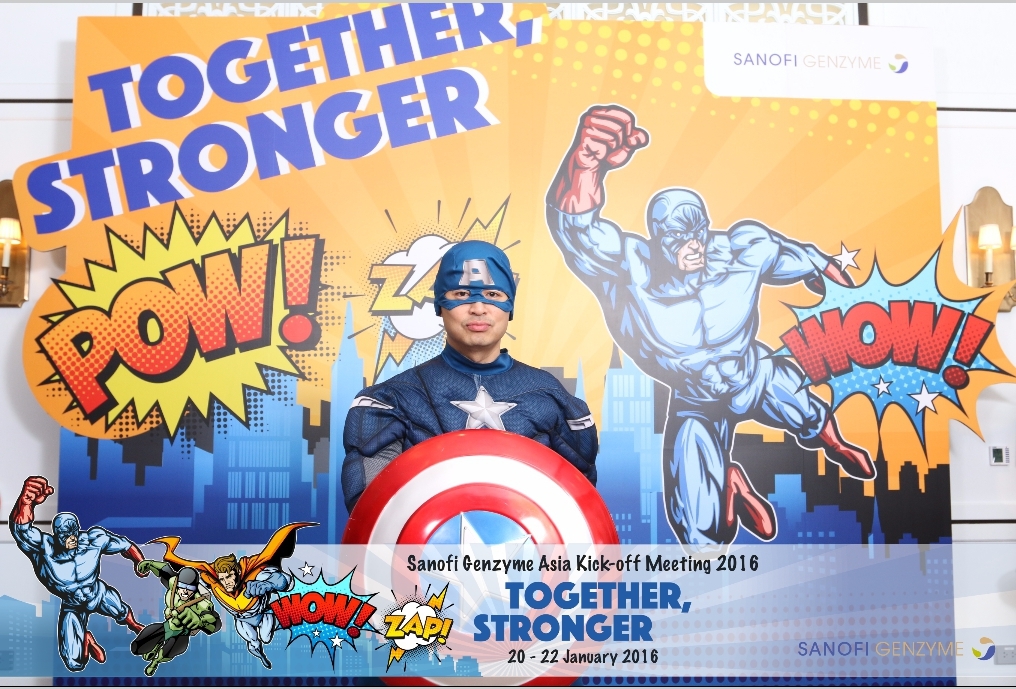 TOGETHER,
STRONGER
SANOFI GENZYME
POW!
ZA
A
WOW!
Sanofi Genzyme Asia Kick-off Meeting 2016
TOGETHER,
STRONGER
20 - 22 January 2016
WOW!
ZAP!
SANOFI GENZYME